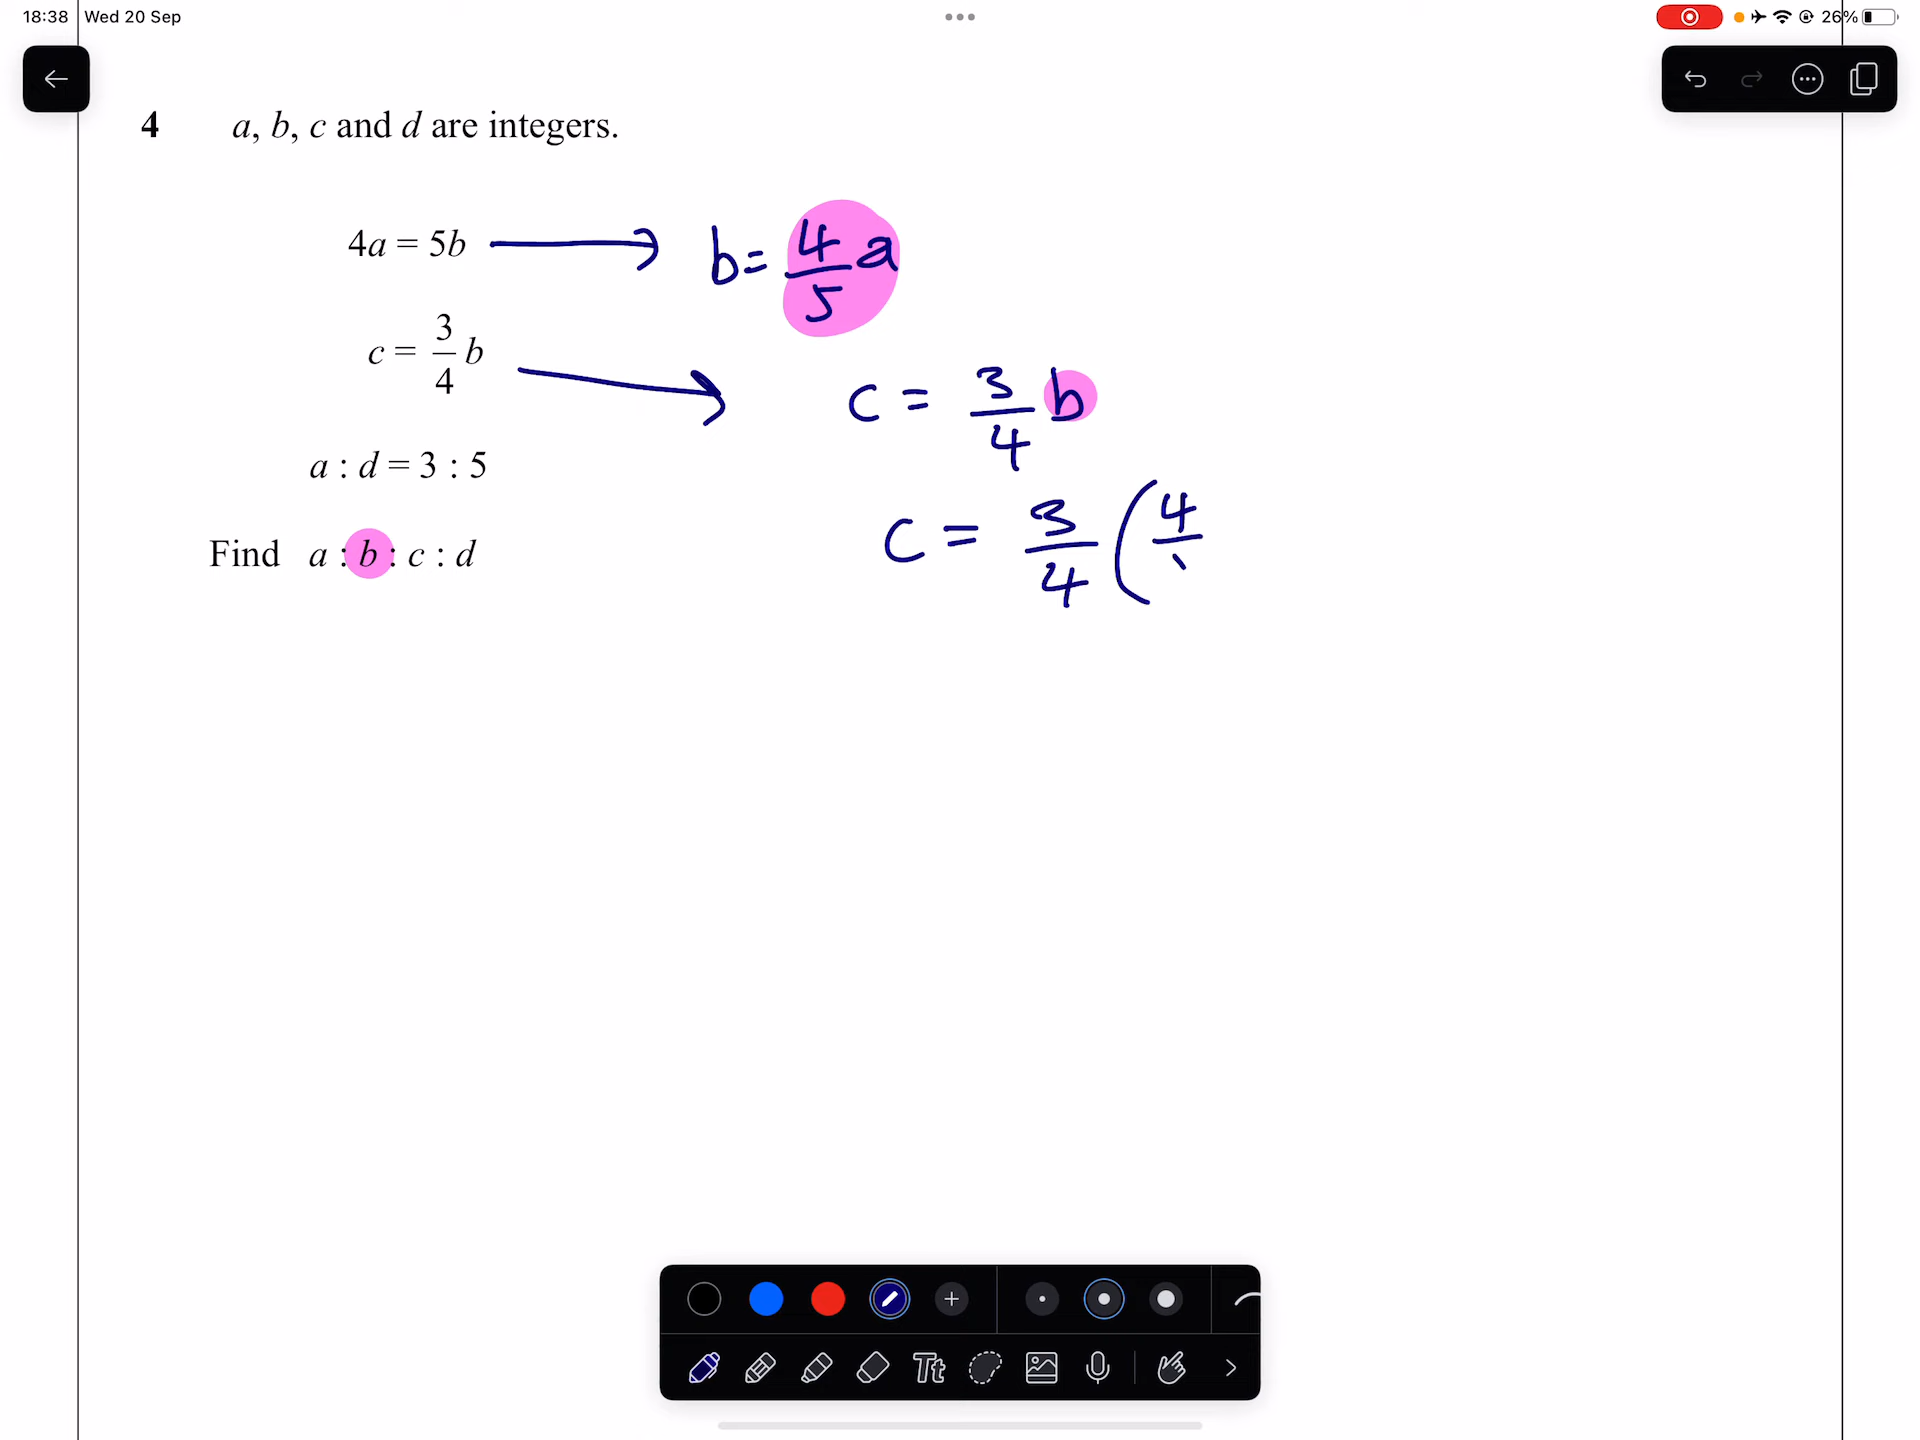 18:38 Wed 20 Sep
26%
4 a, b, c and d are integers.
4a = 5b
b = 4/5 a
c = 3/4 b
c = 3/4 b
a : d = 3 : 5
c = 3/4 ( 4
Find a : b : c : d
Tt